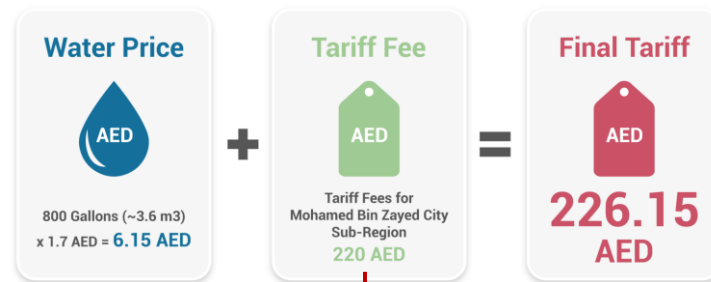 Water Price
AED
800 Gallons (~3.6 m3)
x 1.7 AED = 6.15 AED
+
Tariff Fee
AED
Tariff Fees for
Mohamed Bin Zayed City
Sub-Region
220 AED
=
Final Tariff
AED
226.15
AED